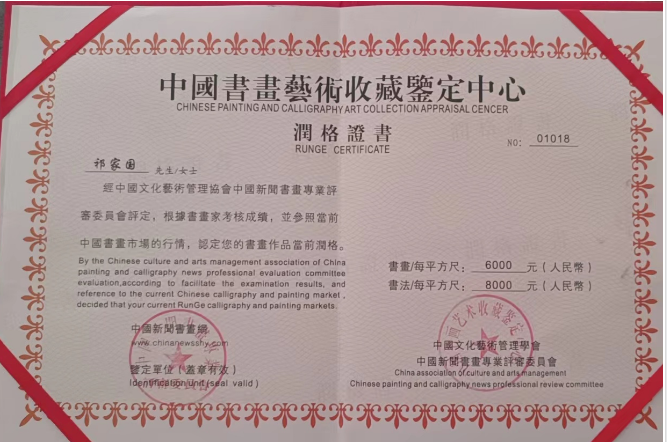 中國書畫藝術收藏鑒定中心
CHINESE PAINTING AND CALLIGRAPHY ART COLLECTION APPRAISAL CENCER
潤格證書
RUNGE CERTIFICATE
NO: 01018
祁家国 先生/女士
經中國文化藝術管理協會中國新聞書畫專業評
審委員會評定，根據書畫家考核成績，並參照當前
中國書畫市場的行情，認定您的書畫作品當前潤格。
By the Chinese culture and arts management association of China
painting and calligraphy news professional evaluation committee
evaluation,according to facilitate the examination results, and
reference to the current Chinese calligraphy and painting market ,
decided that your current RunGe calligraphy and painting markets.
書畫/每平方尺： 6000 元（人民幣）
書法/每平方尺： 8000 元（人民幣）
中國新聞書畫網
www.chinanewsshy.com
鑒定單位（蓋章有效）
Identification unit (seal valid )
艺术收藏鉴定
中國文化藝術管理學會
中國新聞書畫專業評審委員會
China association of culture and arts management
Chinese painting and calligraphy news professional review committee